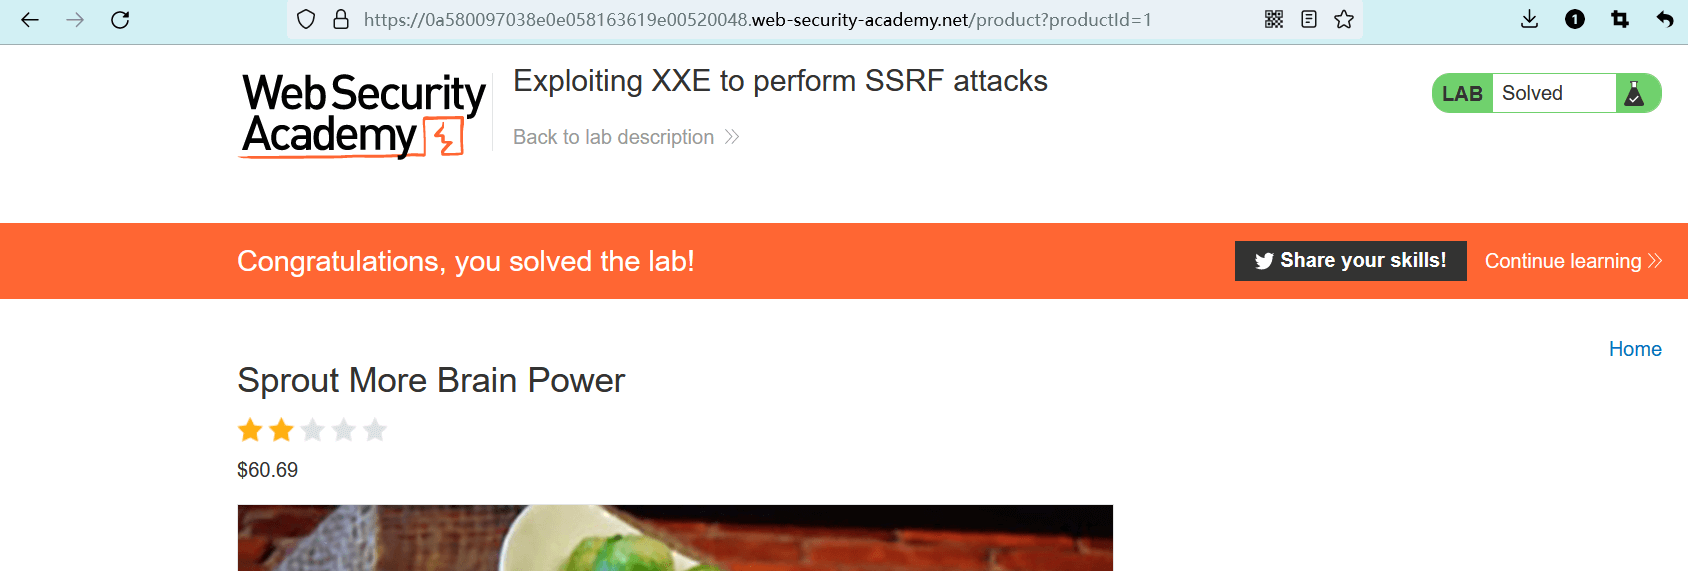 https://0a580097038e0e058163619e00520048.web-security-academy.net/product?productId=1
1
Web Security
Academy
Exploiting XXE to perform SSRF attacks
Back to lab description
LAB Solved
Congratulations, you solved the lab!
Share your skills!
Continue learning
Home
Sprout More Brain Power
$60.69